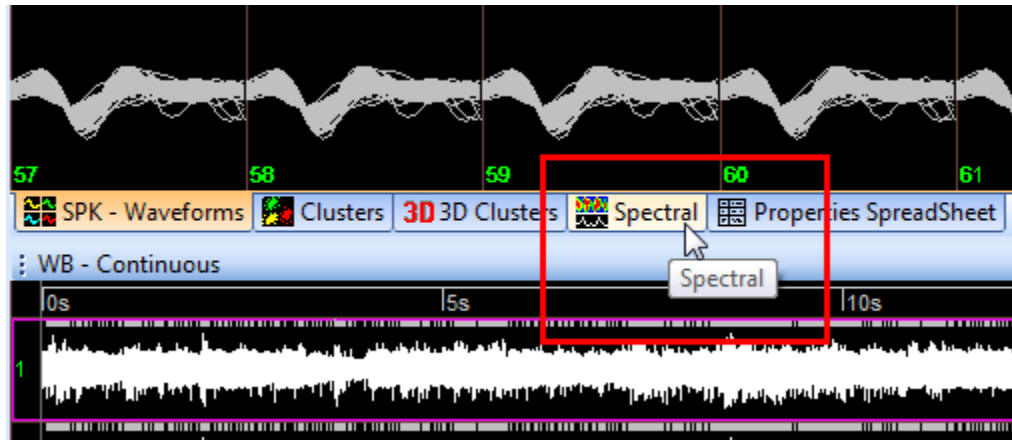 57 58 59 60 61
SPK - Waveforms Clusters 3D 3D Clusters Spectral Properties SpreadSheet
WB - Continuous
Spectral
0s 5s 10s
1